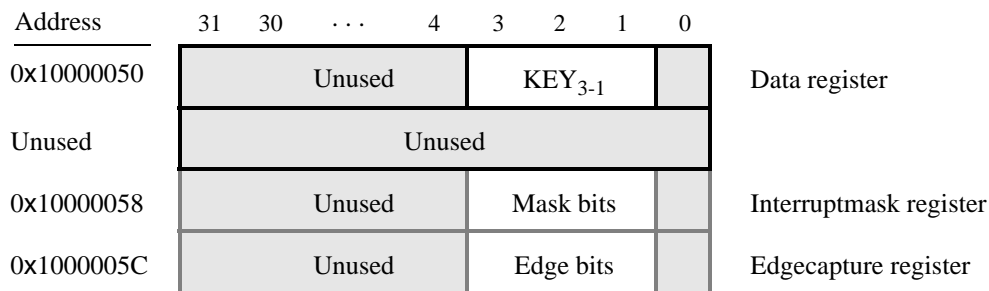 Address 31 30 · · · 4 3 2 1 0
0x10000050 Unused KEY3-1 Data register
Unused Unused
0x10000058 Unused Mask bits Interruptmask register
0x1000005C Unused Edge bits Edgecapture register